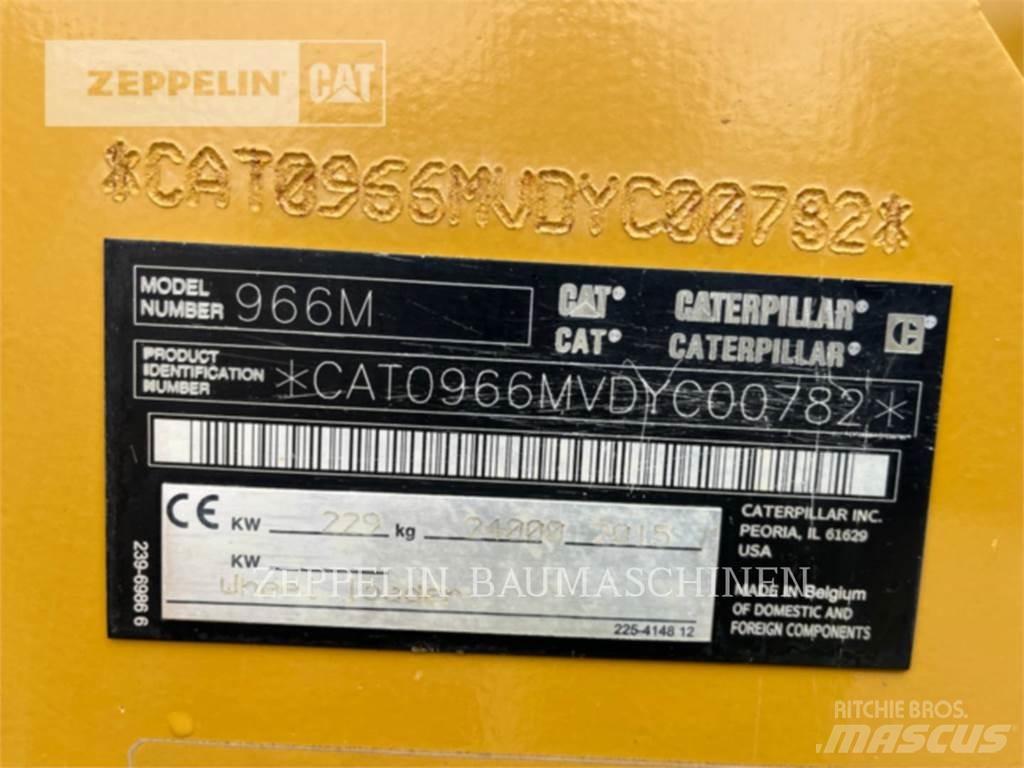 ZEPPELIN CAT
*CAT0966MVDYC00782*
MODEL
NUMBER 966M
CAT® CATERPILLAR®
CAT® CATERPILLAR®
PRODUCT
IDENTIFICATION
NUMBER *CAT0966MVDYC00782*
CE KW 229 kg 24000 2015
KW
Wheel Loader
ZEPPELIN BAUMASCHINEN
225-4148 12
239-6986 6
CATERPILLAR INC.
PEORIA, IL 61629
USA
MADE IN Belgium
OF DOMESTIC AND
FOREIGN COMPONENTS
RITCHIE BROS.
MASCUS